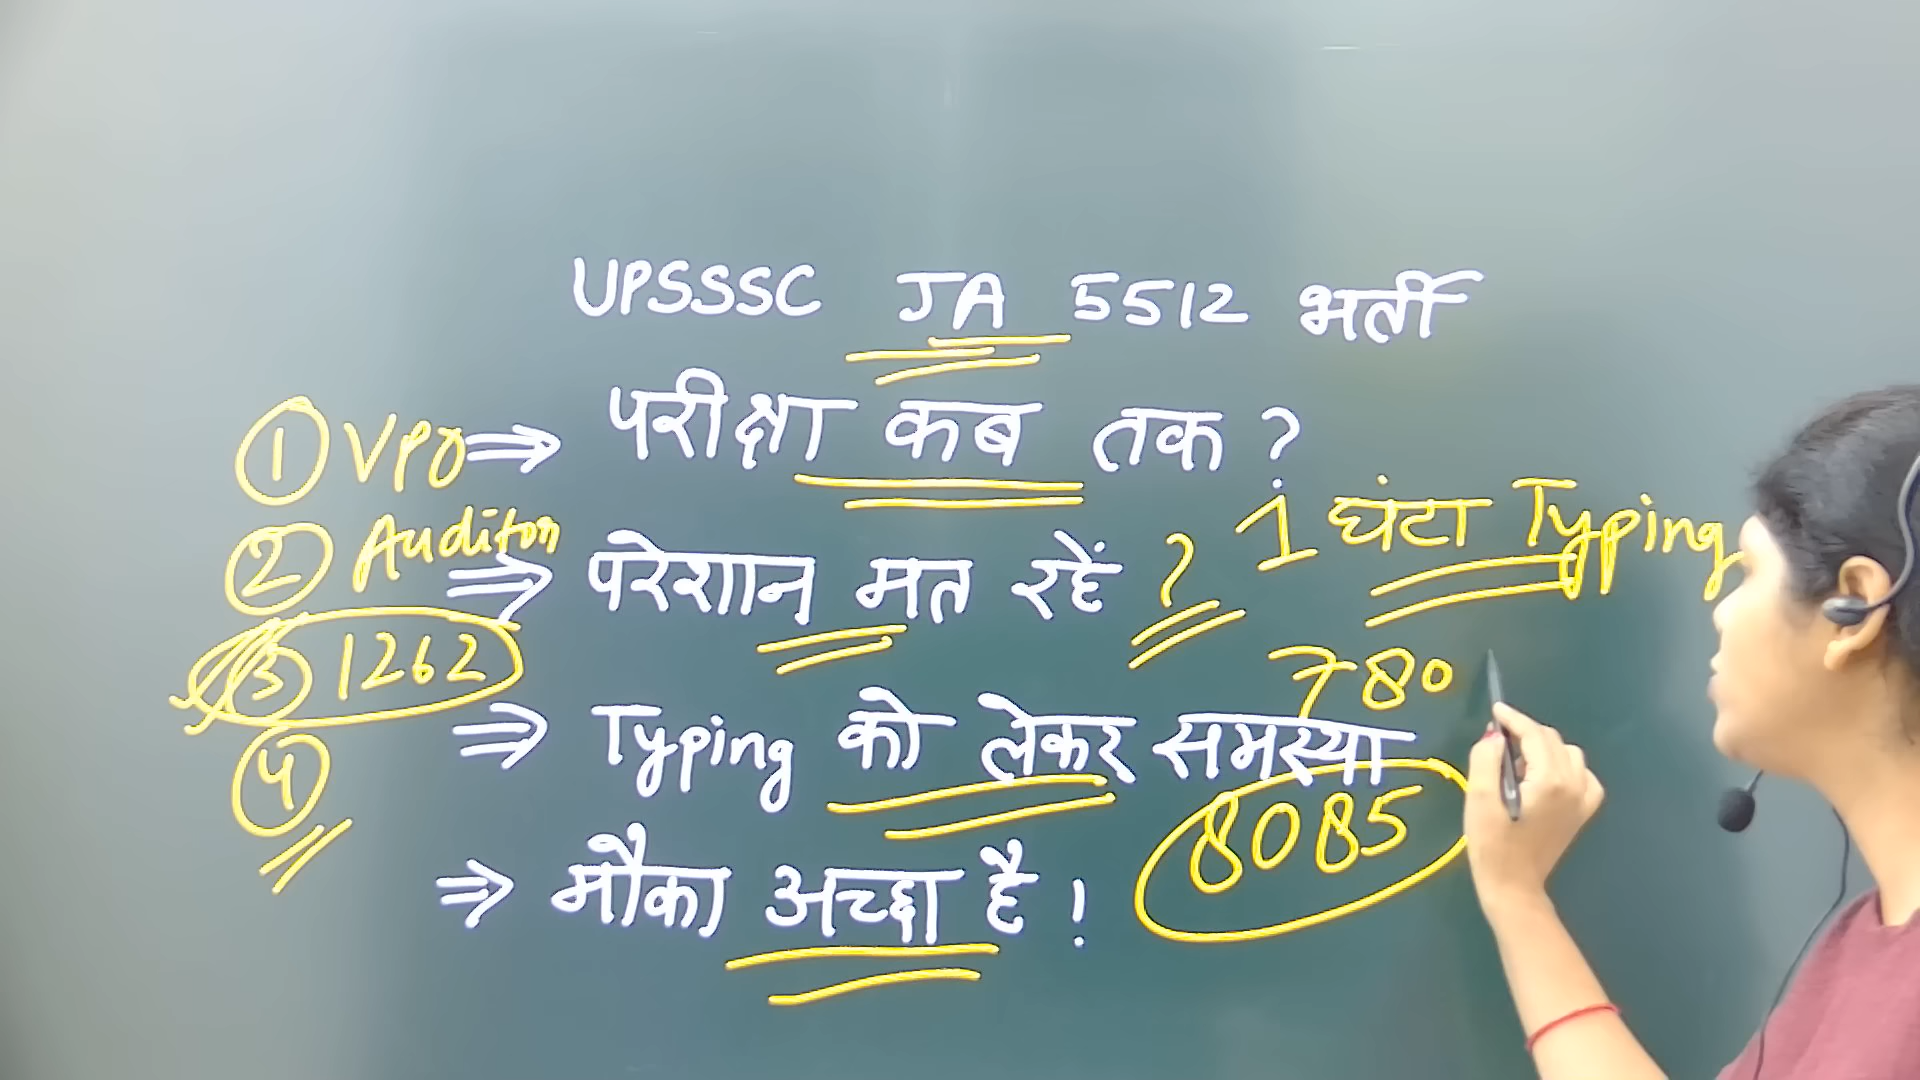 UPSSSC JA 5512 भर्ती
① VPO ⇒ परीक्षा कब तक ?
② Auditor ⇒ परेशान मत रहें ?
1 घंटा Typing
③ 1262
780
④ ⇒ Typing को लेकर समस्या
8085
⇒ मौका अच्छा है !